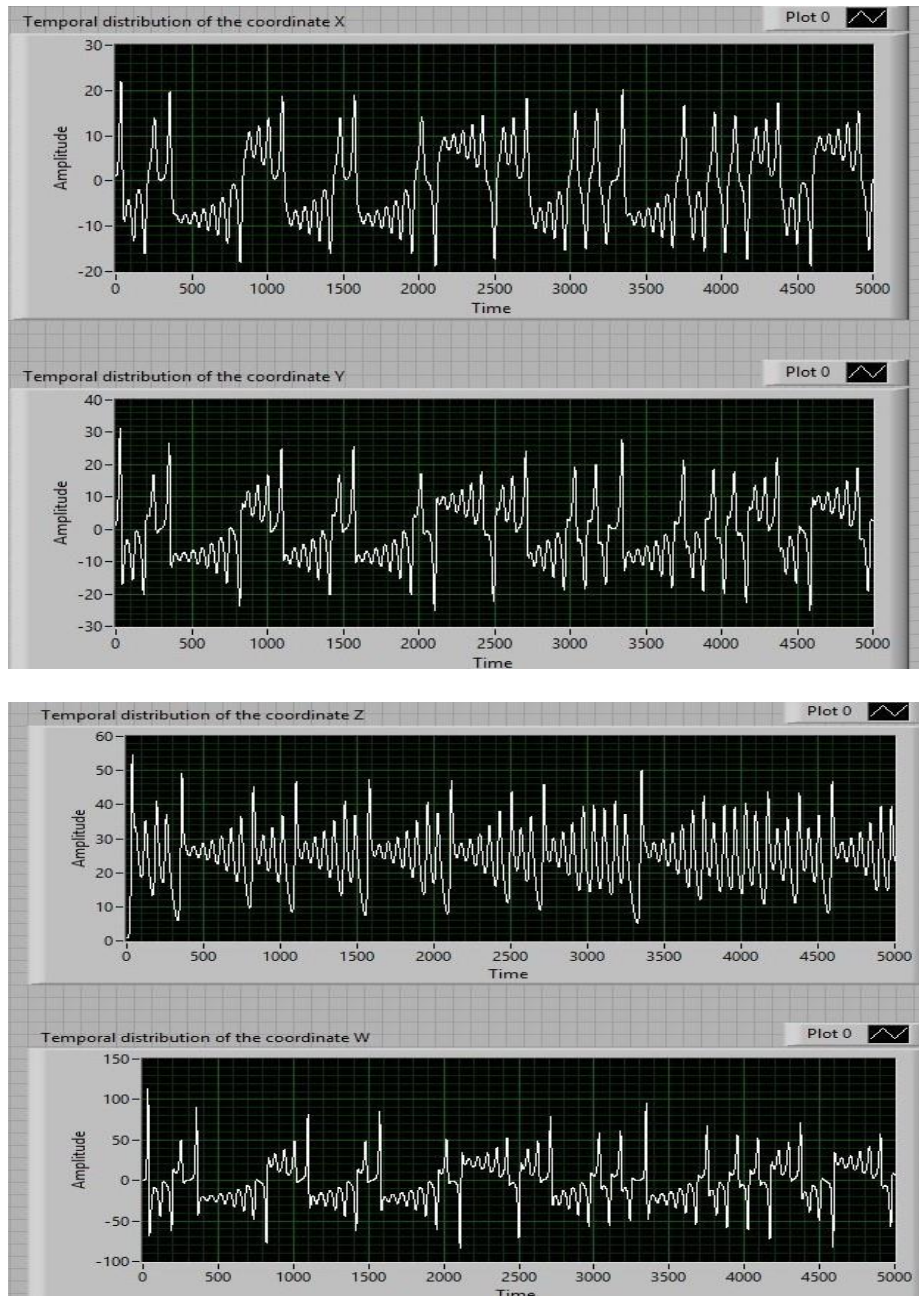 Temporal distribution of the coordinate X
Plot 0
Amplitude
30
20
10
0
-10
-20
0 500 1000 1500 2000 2500 3000 3500 4000 4500 5000
Time
Temporal distribution of the coordinate Y
Plot 0
Amplitude
40
30
20
10
0
-10
-20
-30
0 500 1000 1500 2000 2500 3000 3500 4000 4500 5000
Time
Temporal distribution of the coordinate Z
Plot 0
Amplitude
60
50
40
30
20
10
0
0 500 1000 1500 2000 2500 3000 3500 4000 4500 5000
Time
Temporal distribution of the coordinate W
Plot 0
Amplitude
150
100
50
0
-50
-100
0 500 1000 1500 2000 2500 3000 3500 4000 4500 5000
Time